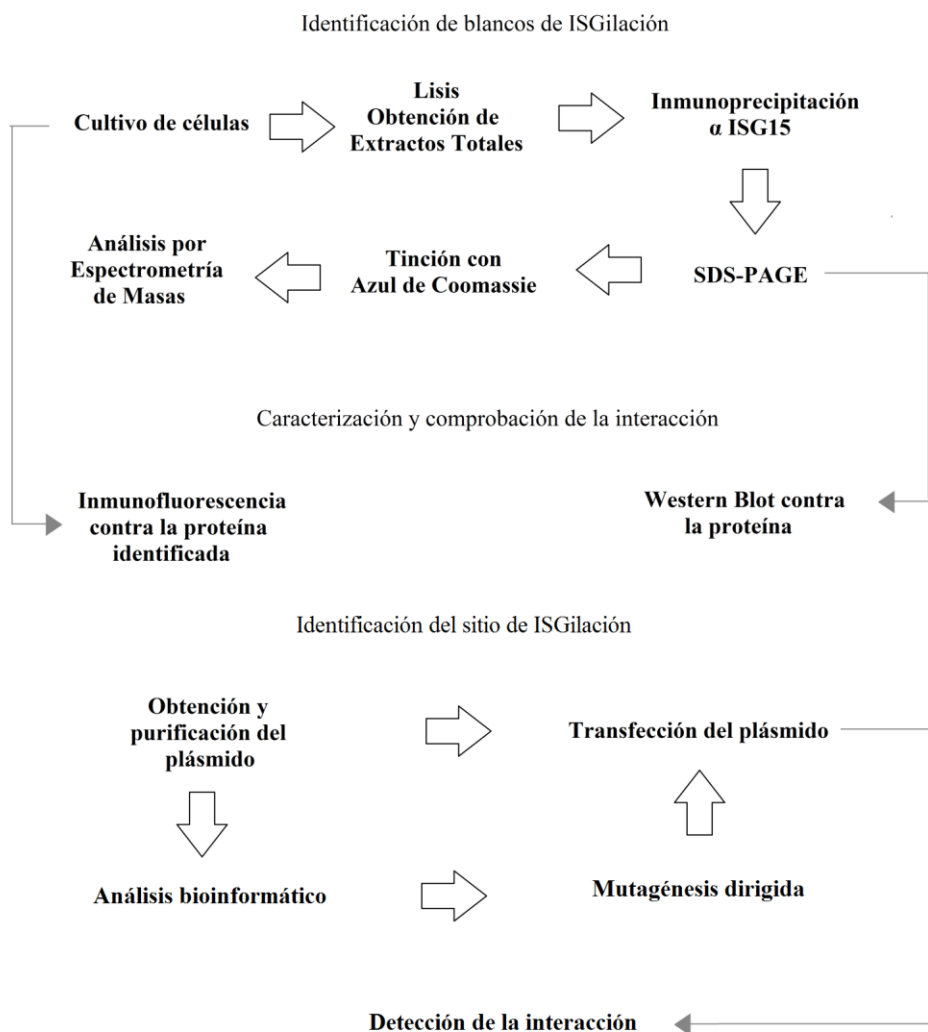 Identificación de blancos de ISGilación
Cultivo de células
Lisis
Obtención de
Extractos Totales
Inmunoprecipitación
α ISG15
Análisis por
Espectrometría
de Masas
Tinción con
Azul de Coomassie
SDS-PAGE
Caracterización y comprobación de la interacción
Inmunofluorescencia
contra la proteína
identificada
Western Blot contra
la proteína
Identificación del sitio de ISGilación
Obtención y
purificación del
plásmido
Transfección del plásmido
Análisis bioinformático
Mutagénesis dirigida
Detección de la interacción